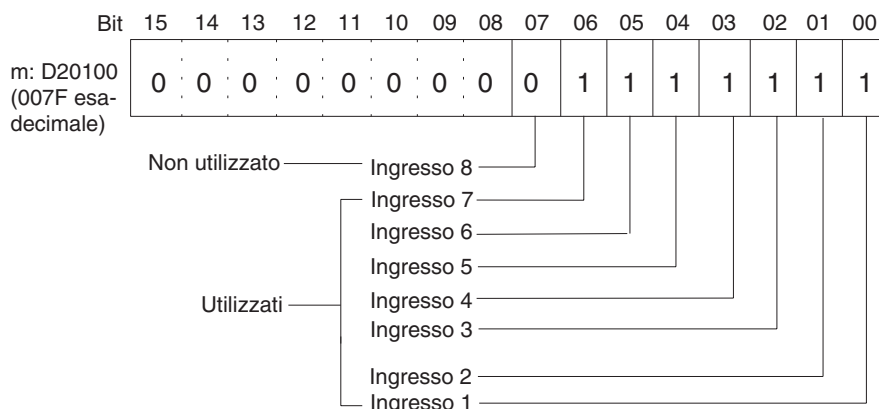 Bit 15 14 13 12 11 10 09 08 07 06 05 04 03 02 01 00
m: D20100
(007F esa-
decimale)
0 0 0 0 0 0 0 0 0 1 1 1 1 1 1 1
Non utilizzato Ingresso 8
Ingresso 7
Ingresso 6
Ingresso 5
Utilizzati Ingresso 4
Ingresso 3
Ingresso 2
Ingresso 1